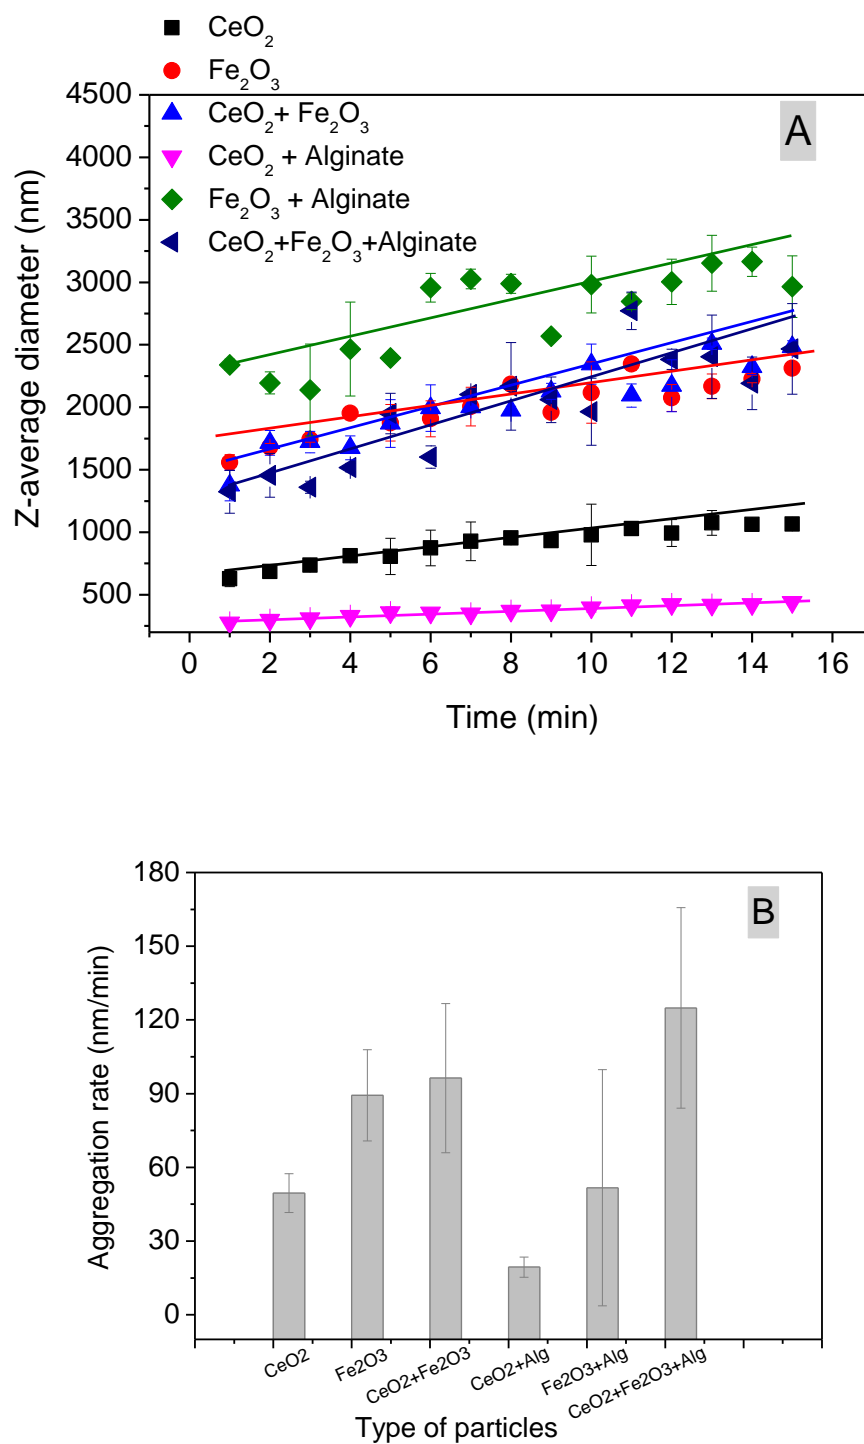 CeO2
Fe2O3
CeO2+ Fe2O3
CeO2 + Alginate
Fe2O3 + Alginate
CeO2+Fe2O3+Alginate
A
4500
4000
3500
3000
2500
2000
1500
1000
500
Z-average diameter (nm)
0 2 4 6 8 10 12 14 16
Time (min)
B
180
150
120
90
60
30
0
Aggregation rate (nm/min)
CeO2 Fe2O3 CeO2+Fe2O3 CeO2+Alg Fe2O3+Alg CeO2+Fe2O3+Alg
Type of particles